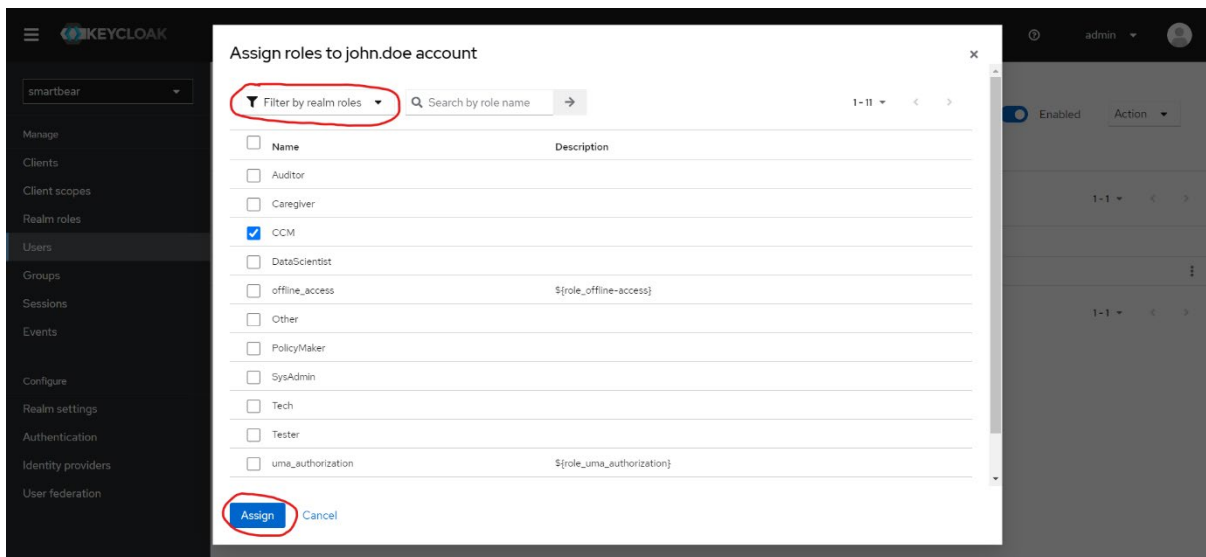 KEYCLOAK
admin
smartbear
Manage
Clients
Client scopes
Realm roles
Users
Groups
Sessions
Events
Configure
Realm settings
Authentication
Identity providers
User federation
Assign roles to john.doe account
×
Filter by realm roles
Search by role name
1 - 11
Name Description
Auditor
Caregiver
CCM
DataScientist
offline_access ${role_offline-access}
Other
PolicyMaker
SysAdmin
Tech
Tester
uma_authorization ${role_uma_authorization}
Assign Cancel
Enabled Action
1 - 1
1 - 1